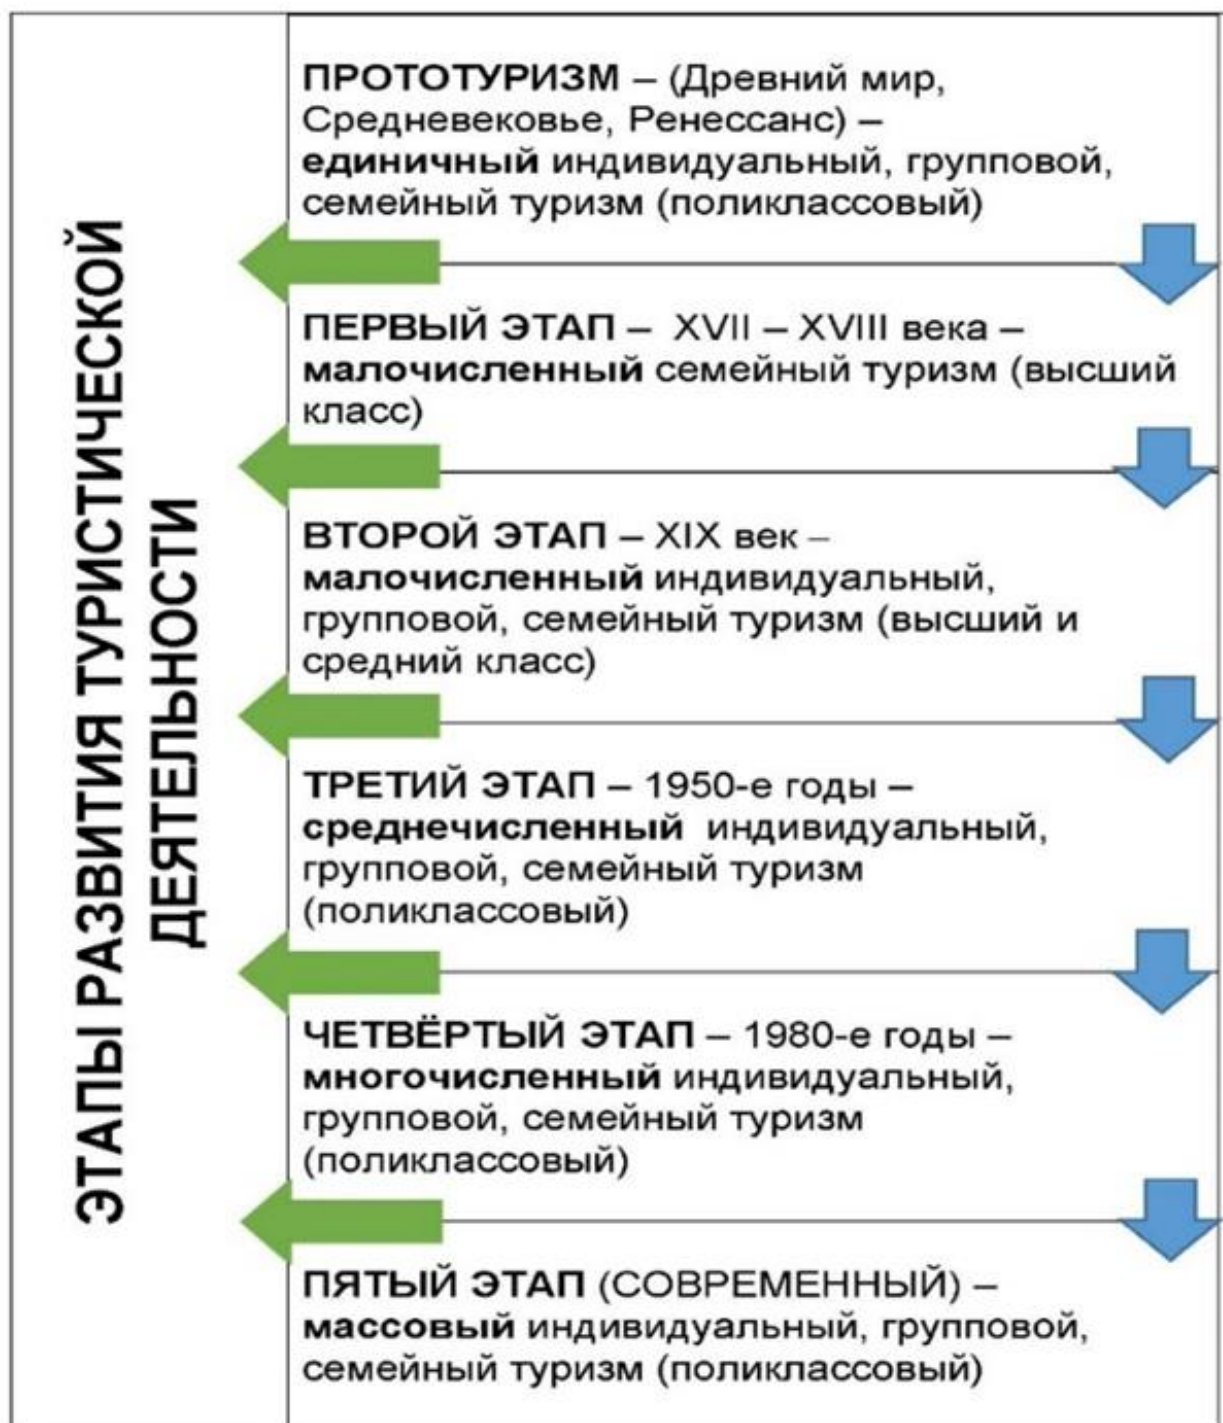 ЭТАПЫ РАЗВИТИЯ ТУРИСТИЧЕСКОЙ
ДЕЯТЕЛЬНОСТИ
ПРОТОТУРИЗМ – (Древний мир,
Средневековье, Ренессанс) –
единичный индивидуальный, групповой,
семейный туризм (поликлассовый)
ПЕРВЫЙ ЭТАП – XVII – XVIII века –
малочисленный семейный туризм (высший
класс)
ВТОРОЙ ЭТАП – XIX век –
малочисленный индивидуальный,
групповой, семейный туризм (высший и
средний класс)
ТРЕТИЙ ЭТАП – 1950-е годы –
среднечисленный индивидуальный,
групповой, семейный туризм
(поликлассовый)
ЧЕТВЁРТЫЙ ЭТАП – 1980-е годы –
многочисленный индивидуальный,
групповой, семейный туризм
(поликлассовый)
ПЯТЫЙ ЭТАП (СОВРЕМЕННЫЙ) –
массовый индивидуальный, групповой,
семейный туризм (поликлассовый)